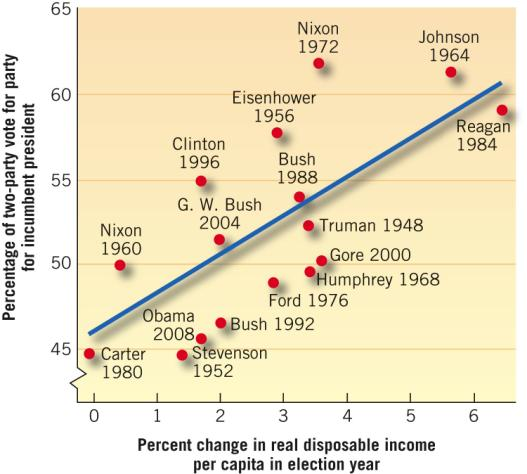 65
60
55
50
45
Percentage of two-party vote for party
for incumbent president
Nixon
1972
Johnson
1964
Eisenhower
1956
Reagan
1984
Clinton
1996
Bush
1988
G. W. Bush
2004
Truman 1948
Nixon
1960
Gore 2000
Humphrey 1968
Ford 1976
Obama
2008
Bush 1992
Carter
1980
Stevenson
1952
0 1 2 3 4 5 6
Percent change in real disposable income
per capita in election year